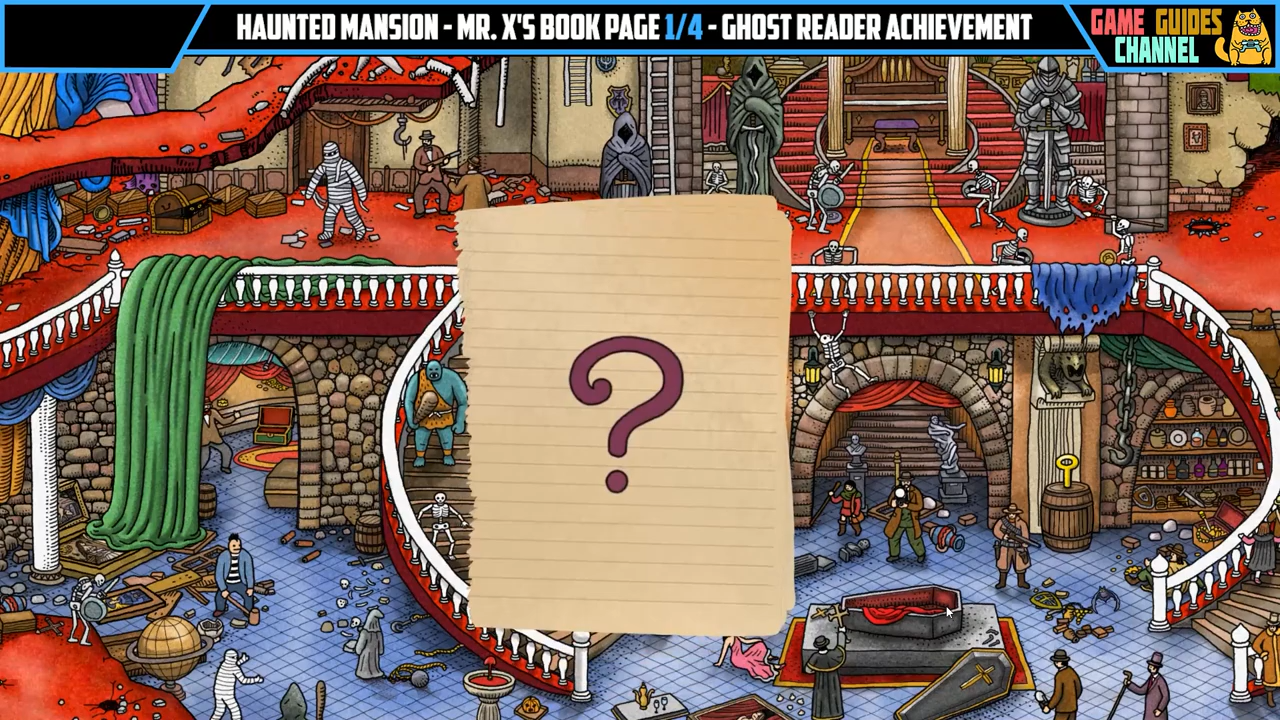 HAUNTED MANSION - MR. X'S BOOK PAGE 1/4 - GHOST READER ACHIEVEMENT
GAME GUIDES
CHANNEL
?